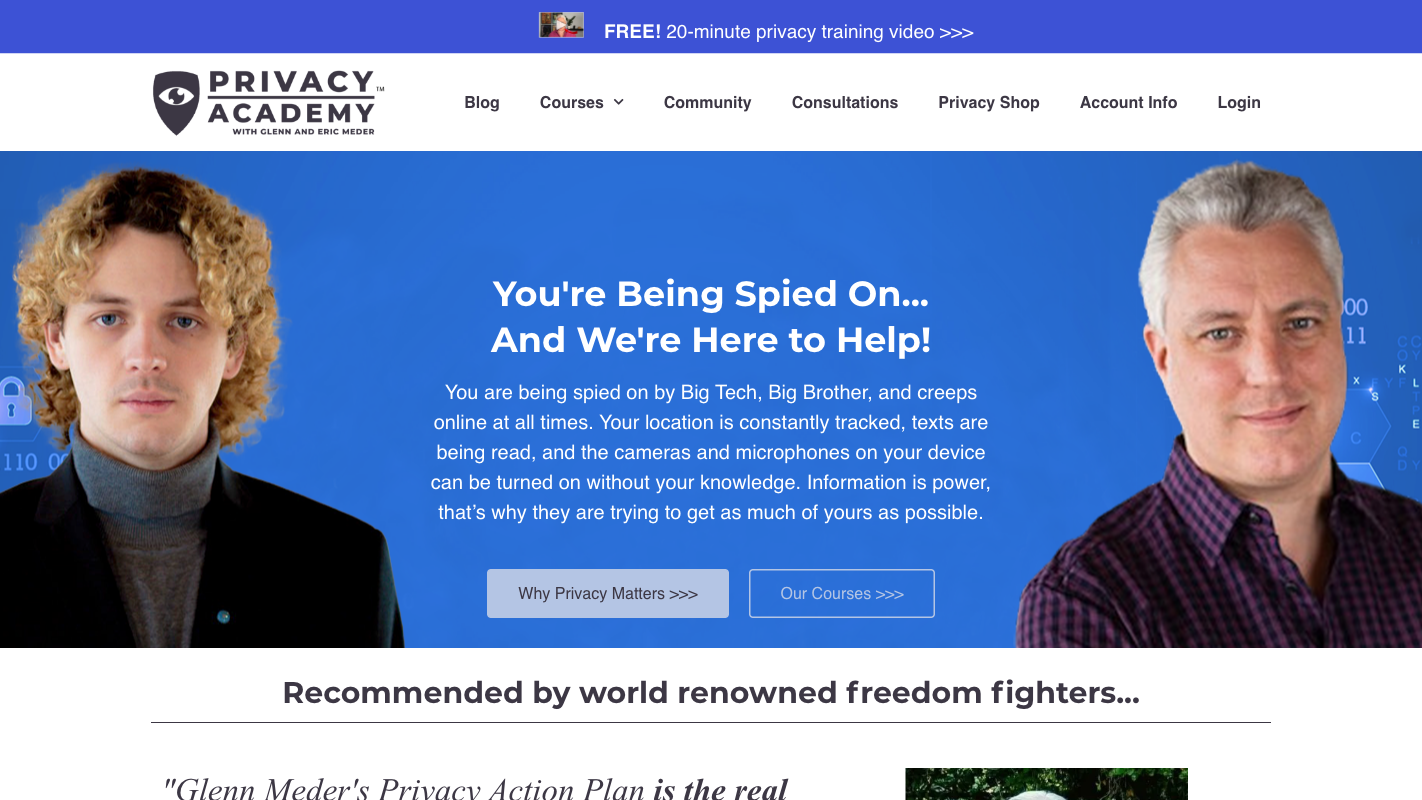 FREE! 20-minute privacy training video >>>
PRIVACY
ACADEMY™
WITH GLENN AND ERIC MEDER
Blog Courses Community Consultations Privacy Shop Account Info Login
You're Being Spied On...
And We're Here to Help!
You are being spied on by Big Tech, Big Brother, and creeps
online at all times. Your location is constantly tracked, texts are
being read, and the cameras and microphones on your device
can be turned on without your knowledge. Information is power,
that’s why they are trying to get as much of yours as possible.
110
11
Why Privacy Matters >>>
Our Courses >>>
Recommended by world renowned freedom fighters...
"Glenn Meder's Privacy Action Plan is the real